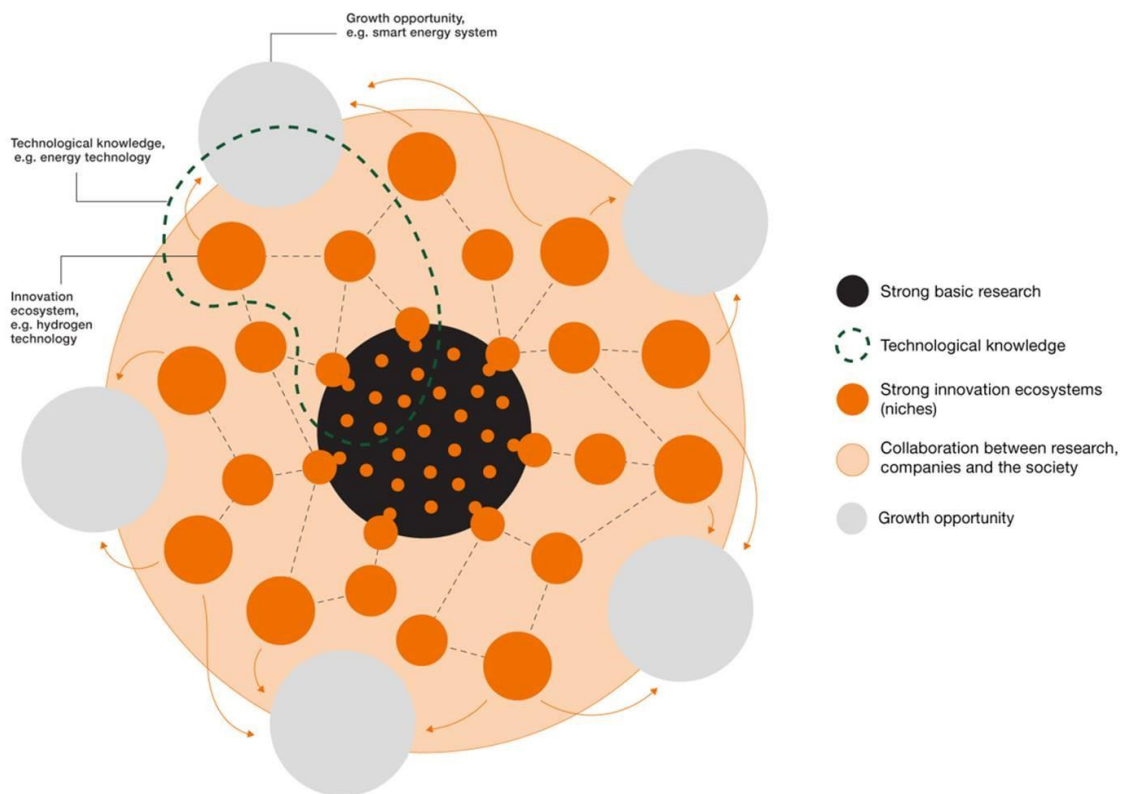 Growth opportunity,
e.g. smart energy system
Technological knowledge,
e.g. energy technology
Innovation
ecosystem,
e.g. hydrogen
technology
Strong basic research
Technological knowledge
Strong innovation ecosystems
(niches)
Collaboration between research,
companies and the society
Growth opportunity